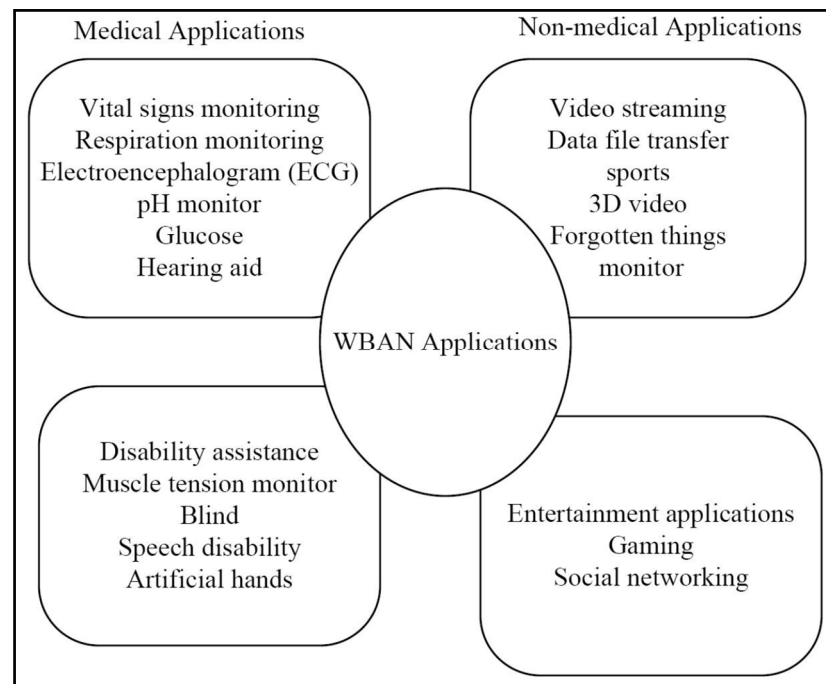 Medical Applications
Non-medical Applications
Vital signs monitoring
Respiration monitoring
Electroencephalogram (ECG)
pH monitor
Glucose
Hearing aid
Video streaming
Data file transfer
sports
3D video
Forgotten things
monitor
WBAN Applications
Disability assistance
Muscle tension monitor
Blind
Speech disability
Artificial hands
Entertainment applications
Gaming
Social networking